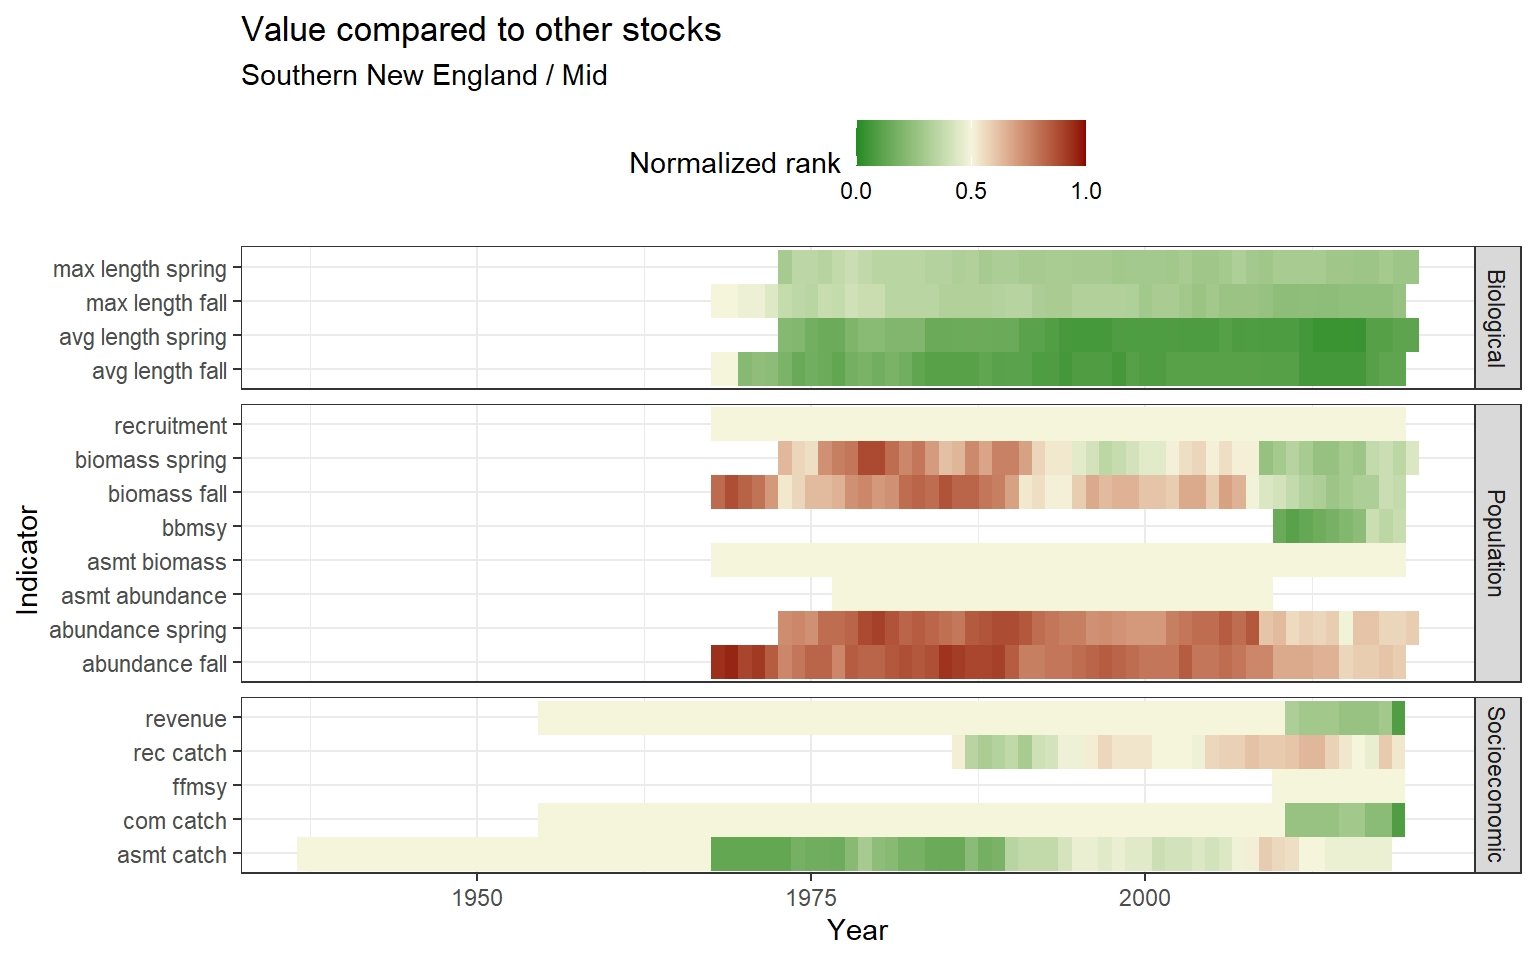 Value compared to other stocks
Southern New England / Mid
Normalized rank
0.0 0.5 1.0
max length spring
max length fall
avg length spring
avg length fall
Biological
recruitment
biomass spring
biomass fall
bbmsy
asmt biomass
asmt abundance
abundance spring
abundance fall
Population
revenue
rec catch
ffmsy
com catch
asmt catch
Socioeconomic
Indicator
1950 1975 2000
Year